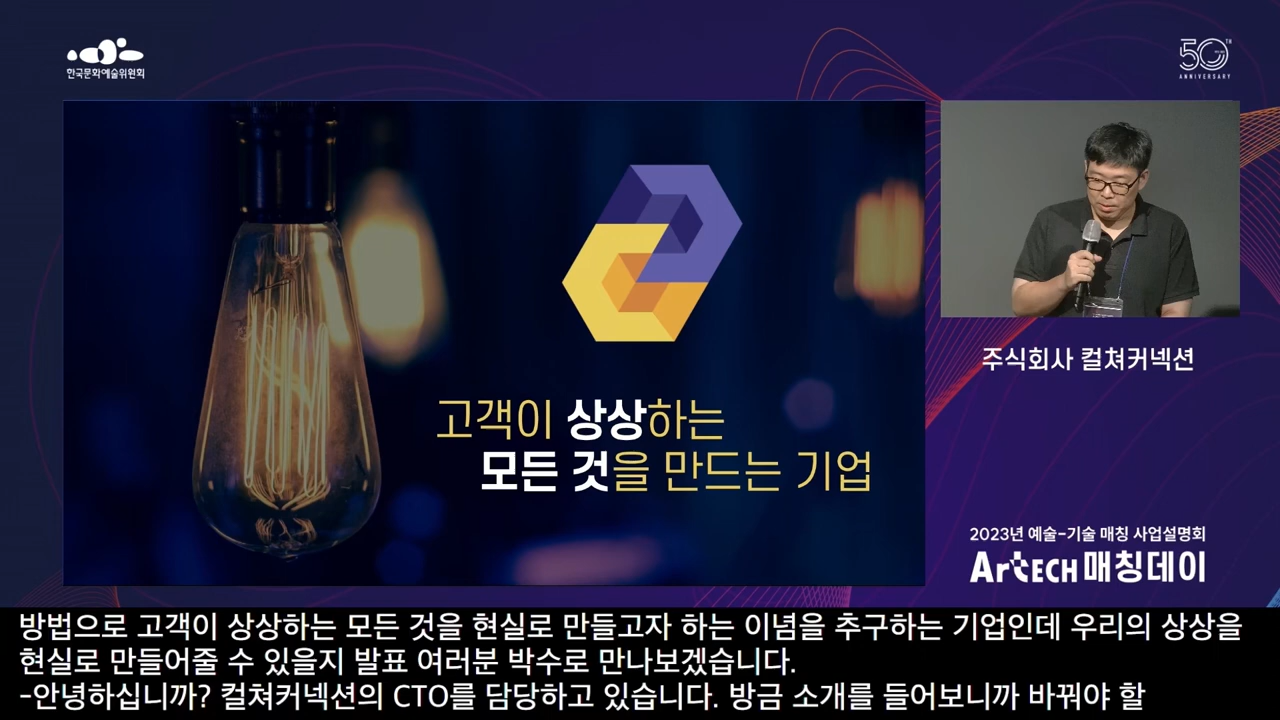 한국문화예술위원회
50TH
ANNIVERSARY
고객이 상상하는
모든 것을 만드는 기업
주식회사 컬쳐커넥션
2023년 예술-기술 매칭 사업설명회
ArtECH 매칭데이
방법으로 고객이 상상하는 모든 것을 현실로 만들고자 하는 이념을 추구하는 기업인데 우리의 상상을
현실로 만들어줄 수 있을지 발표 여러분 박수로 만나보겠습니다.
-안녕하십니까? 컬쳐커넥션의 CTO를 담당하고 있습니다. 방금 소개를 들어보니까 바꿔야 할